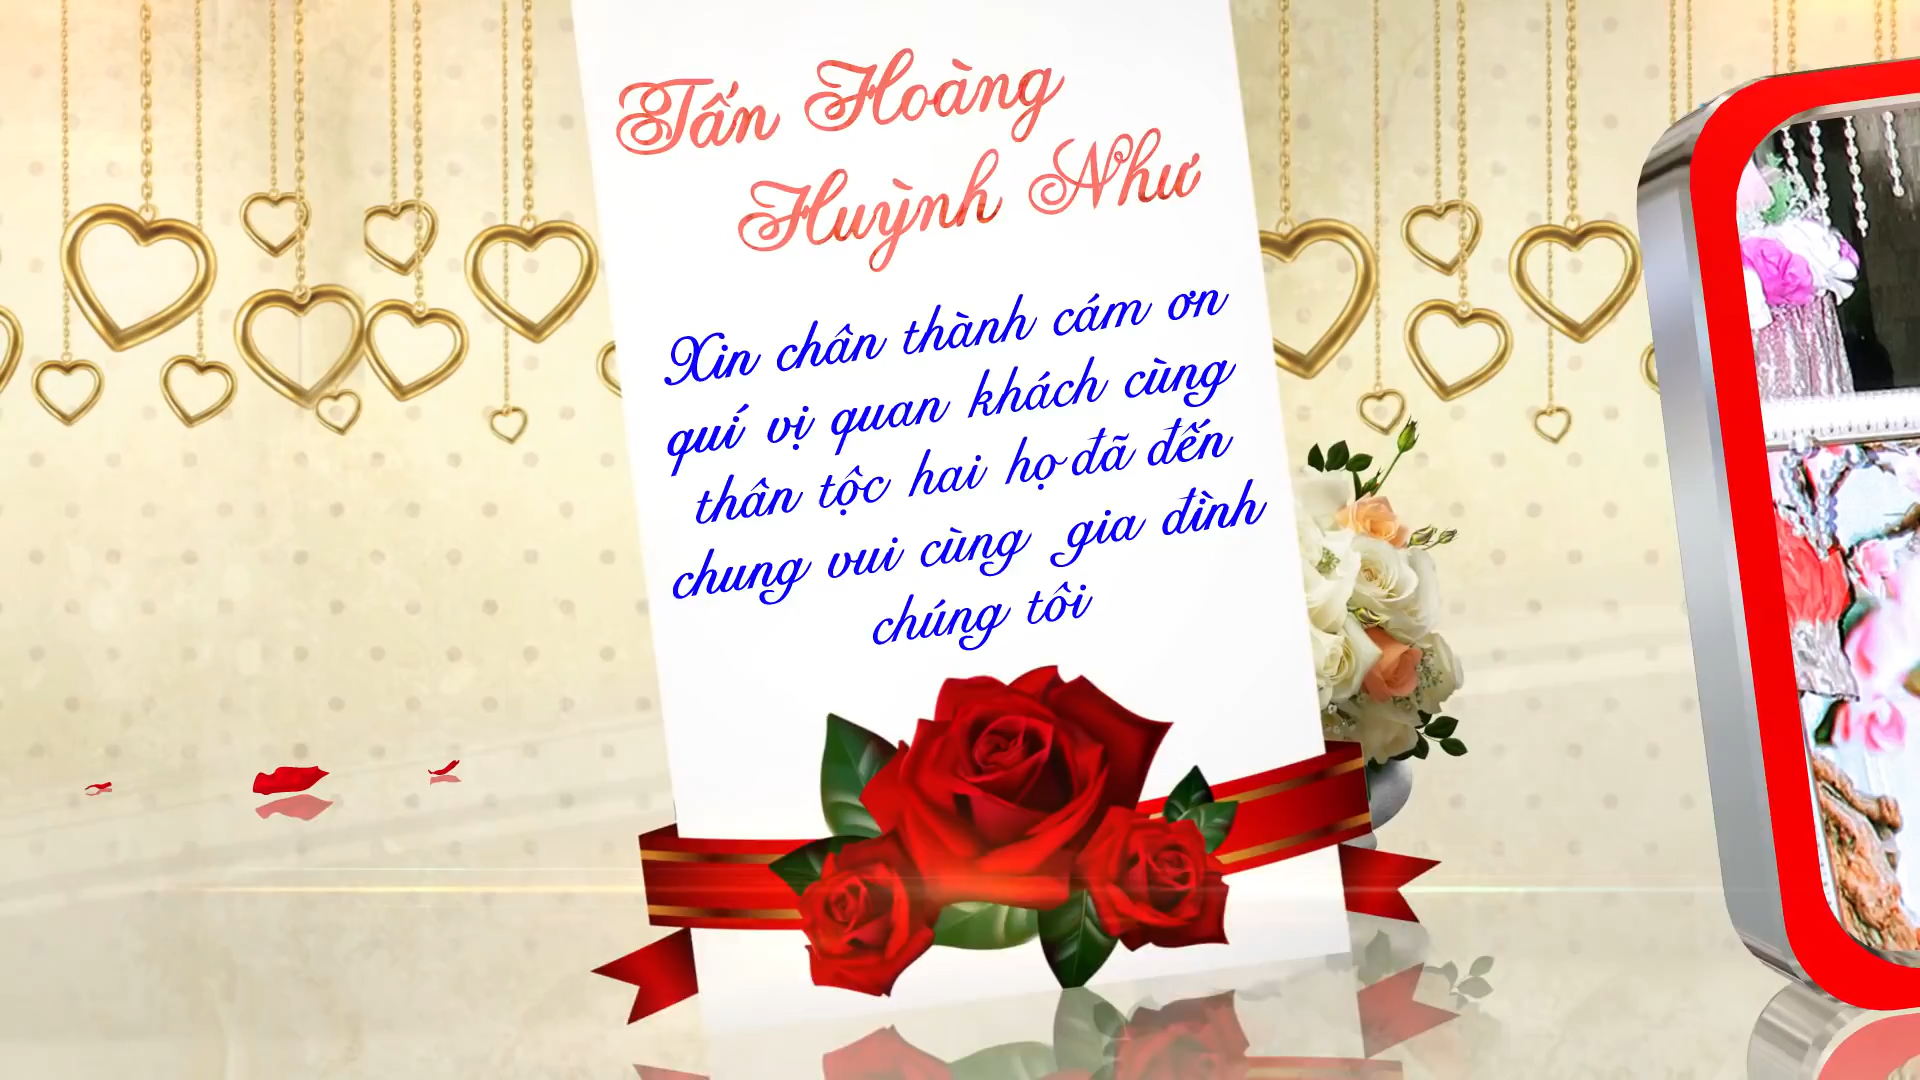 Tấn Hoàng
Huỳnh Như
Xin chân thành cám ơn
quí vị quan khách cùng
thân tộc hai họ đã đến
chung vui cùng gia đình
chúng tôi